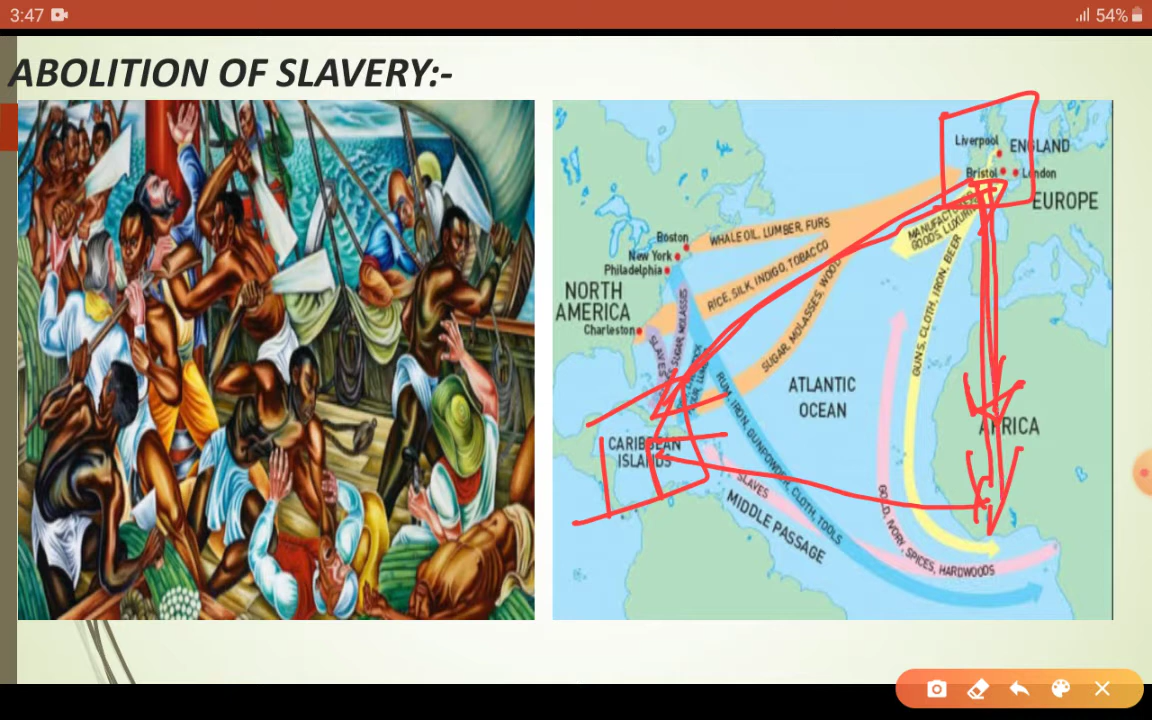 3:47
54%
ABOLITION OF SLAVERY:-
Liverpool
ENGLAND
Bristol
London
EUROPE
MANUFACTURED
GOODS, LUXURIES
WHALE OIL, LUMBER, FURS
Boston
New York
Philadelphia
RICE, SILK, INDIGO, TOBACCO
NORTH
AMERICA
Charleston
SLAVES
SUGAR, MOLASSES
SUGAR, MOLASSES, WOOD
GUNS, CLOTH, IRON, BEER
ATLANTIC
OCEAN
AFRICA
RUM, IRON, GUNPOWDER, CLOTH, TOOLS
CARIBBEAN
ISLANDS
SLAVES
MIDDLE PASSAGE
GOLD, IVORY, SPICES, HARDWOODS